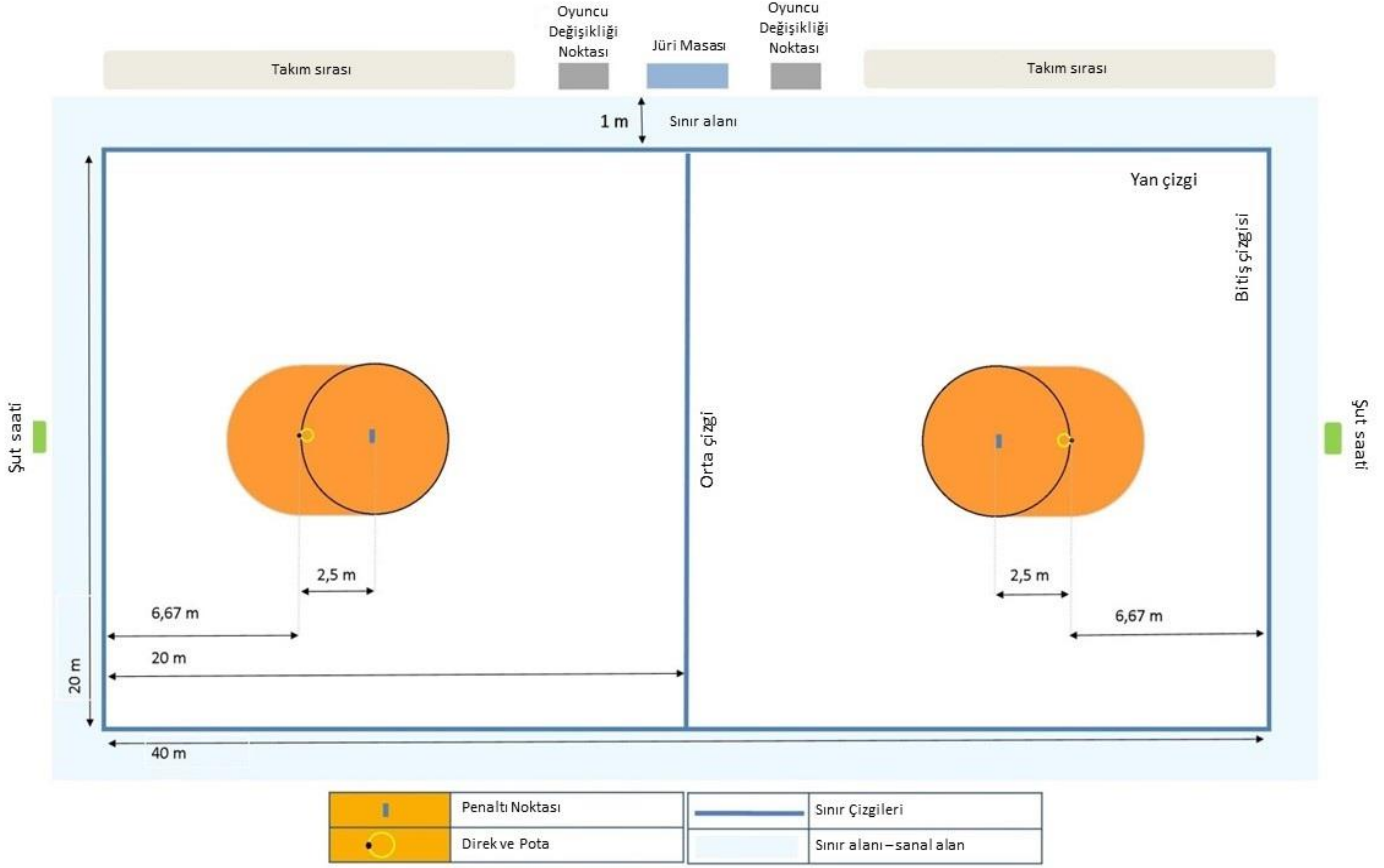 Oyuncu
Değişikliği
Noktası
Jüri Masası
Oyuncu
Değişikliği
Noktası
Takım sırası
Takım sırası
1 m
Sınır alanı
Yan çizgi
Bitiş çizgisi
Şut saati
Orta çizgi
Şut saati
2,5 m
2,5 m
6,67 m
6,67 m
20 m
20 m
40 m
Penaltı Noktası
Sınır Çizgileri
Direk ve Pota
Sınır alanı – sanal alan